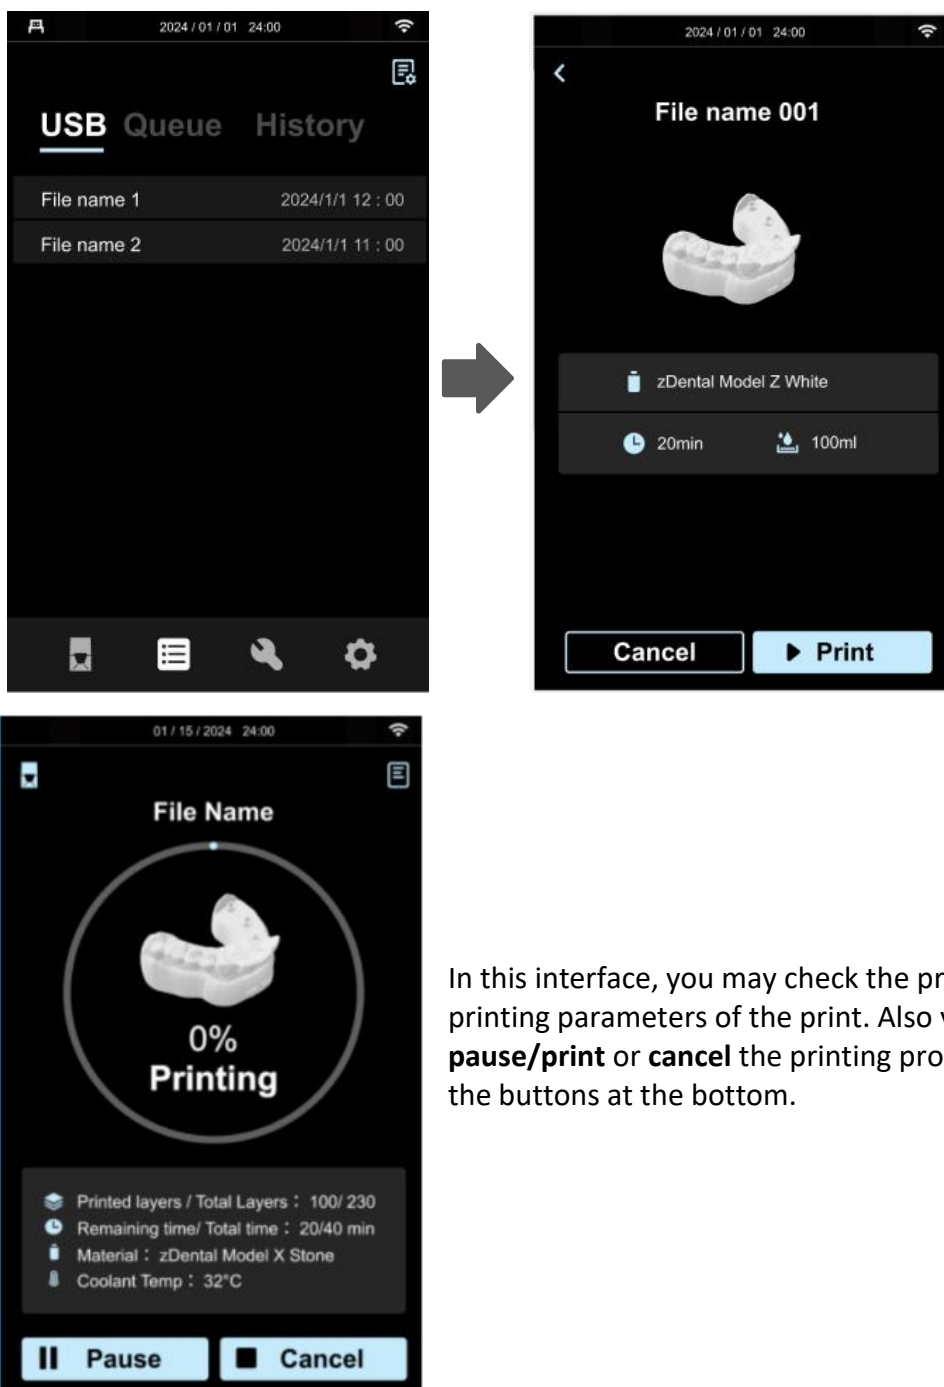 2024 / 01 / 01 24:00
USB Queue History
File name 1 2024/1/1 12 : 00
File name 2 2024/1/1 11 : 00
2024 / 01 / 01 24:00
File name 001
zDental Model Z White
20min 100ml
Cancel Print
01 / 15 / 2024 24:00
File Name
0%
Printing
Printed layers / Total Layers： 100/ 230
Remaining time/ Total time： 20/40 min
Material： zDental Model X Stone
Coolant Temp： 32°C
Pause Cancel
In this interface, you may check the
printing parameters of the print. Also
pause/print or cancel the printing
the buttons at the bottom.